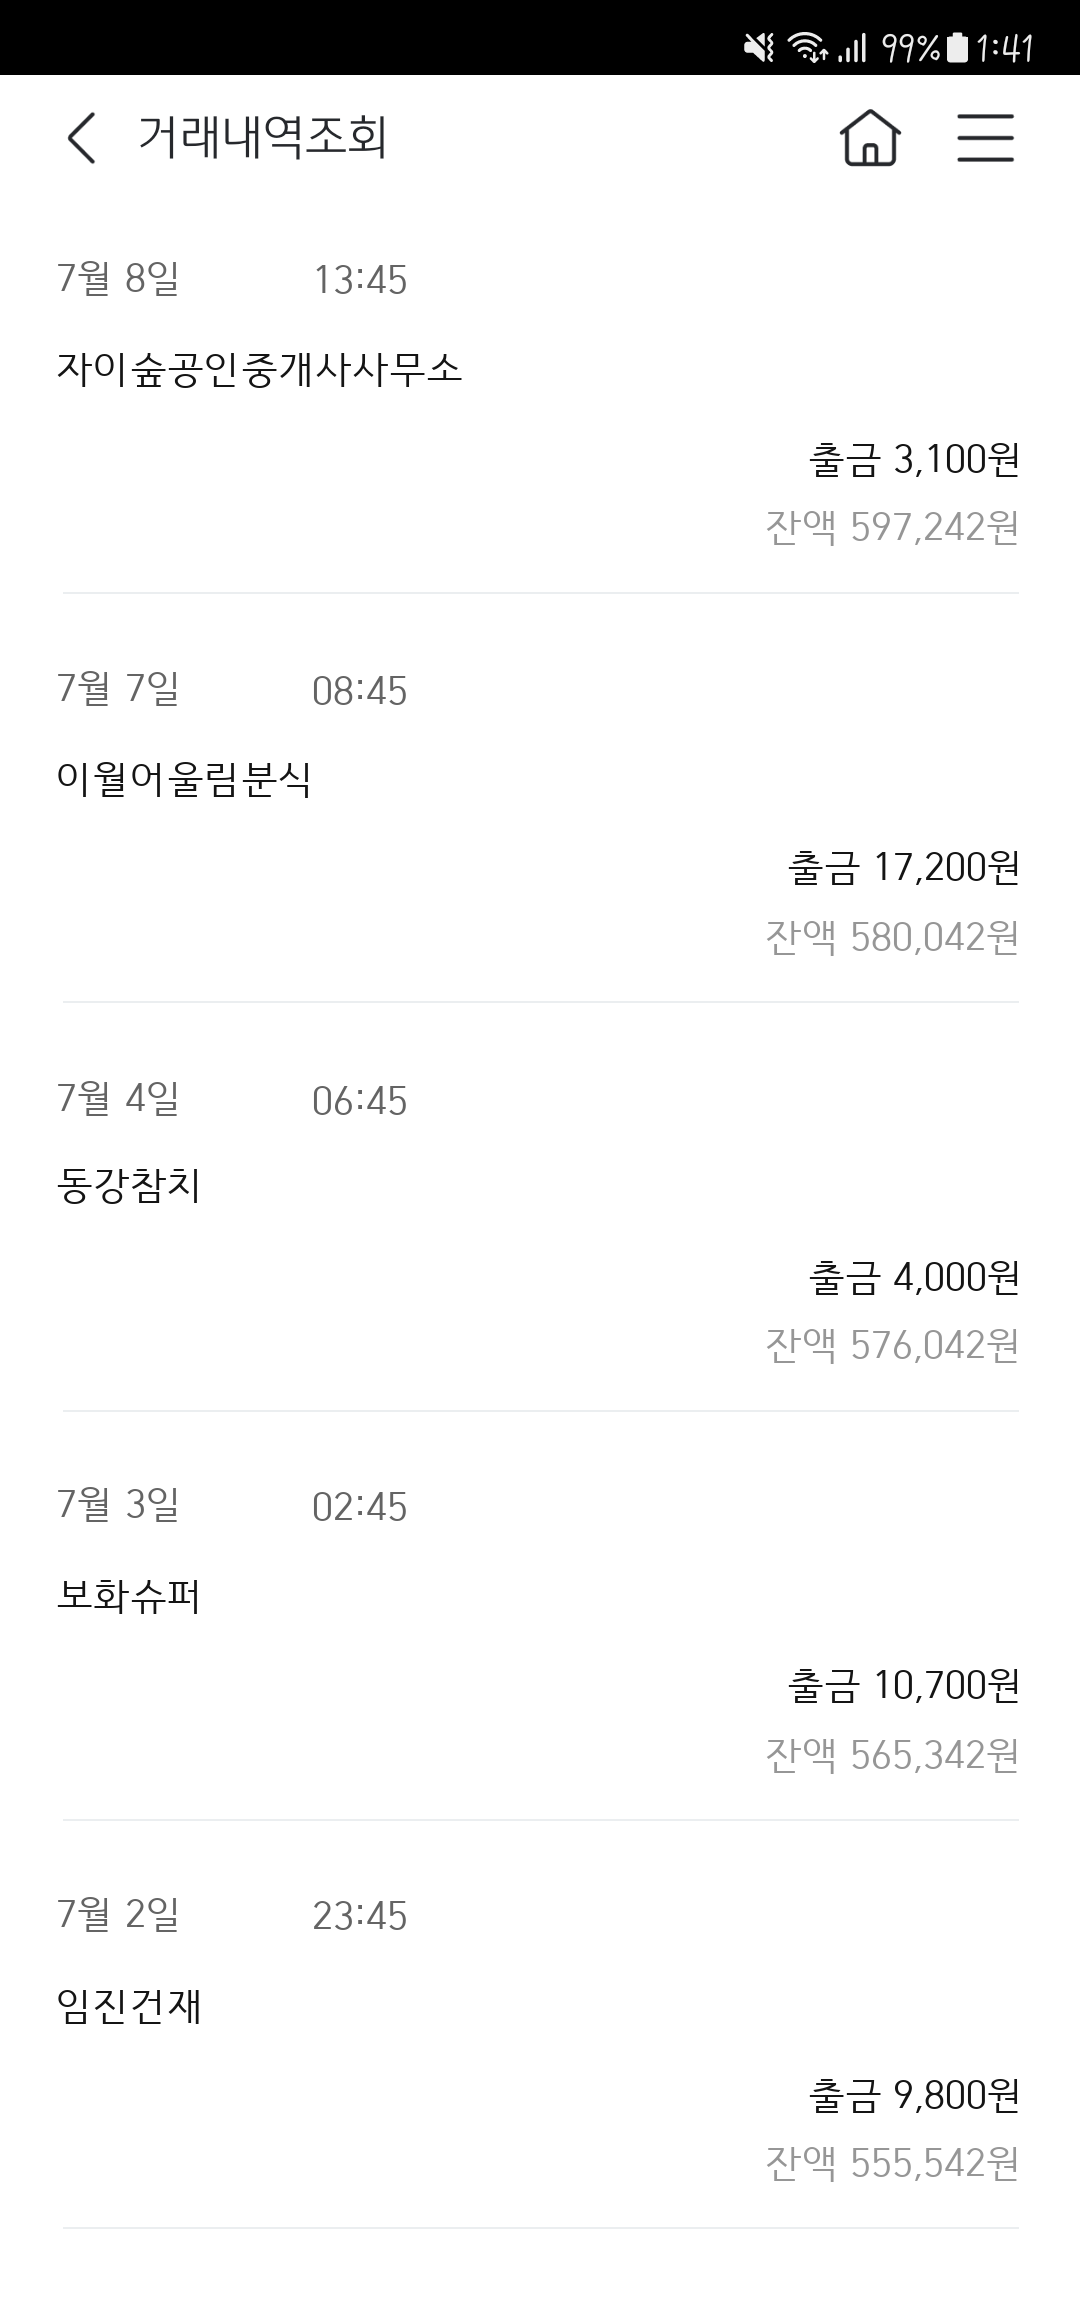 99% 1:41
거래내역조회
7월 8일 13:45
자이숲공인중개사사무소
출금 3,100원
잔액 597,242원
7월 7일 08:45
이월어울림분식
출금 17,200원
잔액 580,042원
7월 4일 06:45
동강참치
출금 4,000원
잔액 576,042원
7월 3일 02:45
보화슈퍼
출금 10,700원
잔액 565,342원
7월 2일 23:45
임진건재
출금 9,800원
잔액 555,542원